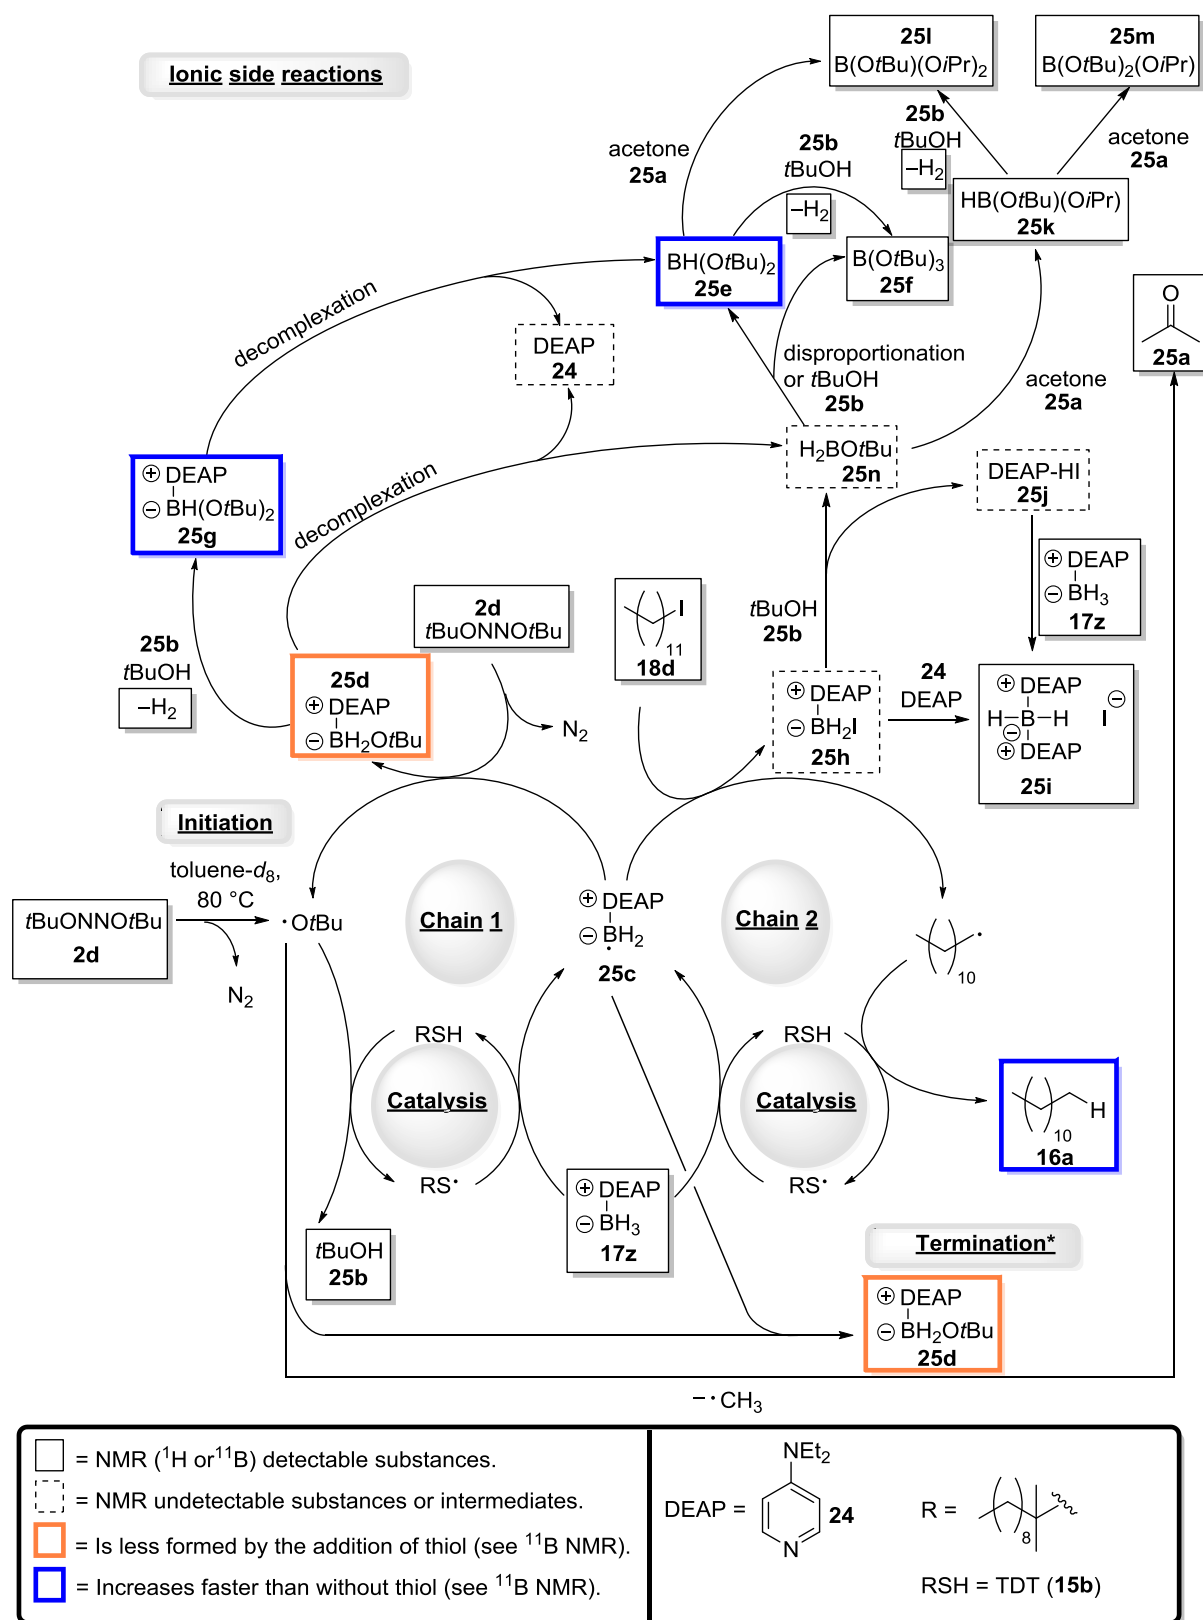 Ionic side reactions
25l
B(OtBu)(OiPr)₂
25m
B(OtBu)₂(OiPr)
25b
tBuOH
–H₂
acetone
25a
acetone
25a
25b
tBuOH
–H₂
HB(OtBu)(OiPr)
25k
BH(OtBu)₂
25e
B(OtBu)₃
25f
O
25a
decomplexation
DEAP
24
disproportionation
or tBuOH
25b
acetone
25a
H₂BOtBu
25n
DEAP-HI
25j
⊕ DEAP
⊖ BH(OtBu)₂
25g
decomplexation
2d
tBuONNOtBu
I
11
18d
tBuOH
25b
⊕ DEAP
⊖ BH₃
17z
25b
tBuOH
–H₂
25d
⊕ DEAP
⊖ BH₂OtBu
N₂
⊕ DEAP
⊖ BH₂I
25h
24
DEAP
⊕ DEAP
H–B–H I⊖
⊖
⊕ DEAP
25i
Initiation
toluene-d₈,
80 °C
tBuONNOtBu
2d
·OtBu
N₂
Chain 1
⊕ DEAP
⊖ ḂH₂
25c
Chain 2
·
10
RSH
Catalysis
RS·
RSH
Catalysis
RS·
H
10
16a
⊕ DEAP
⊖ BH₃
17z
tBuOH
25b
Termination*
⊕ DEAP
⊖ BH₂OtBu
25d
– ·CH₃
= NMR (¹H or¹¹B) detectable substances.
= NMR undetectable substances or intermediates.
= Is less formed by the addition of thiol (see ¹¹B NMR).
= Increases faster than without thiol (see ¹¹B NMR).
NEt₂
DEAP =
N
24
R =
8
RSH = TDT (15b)